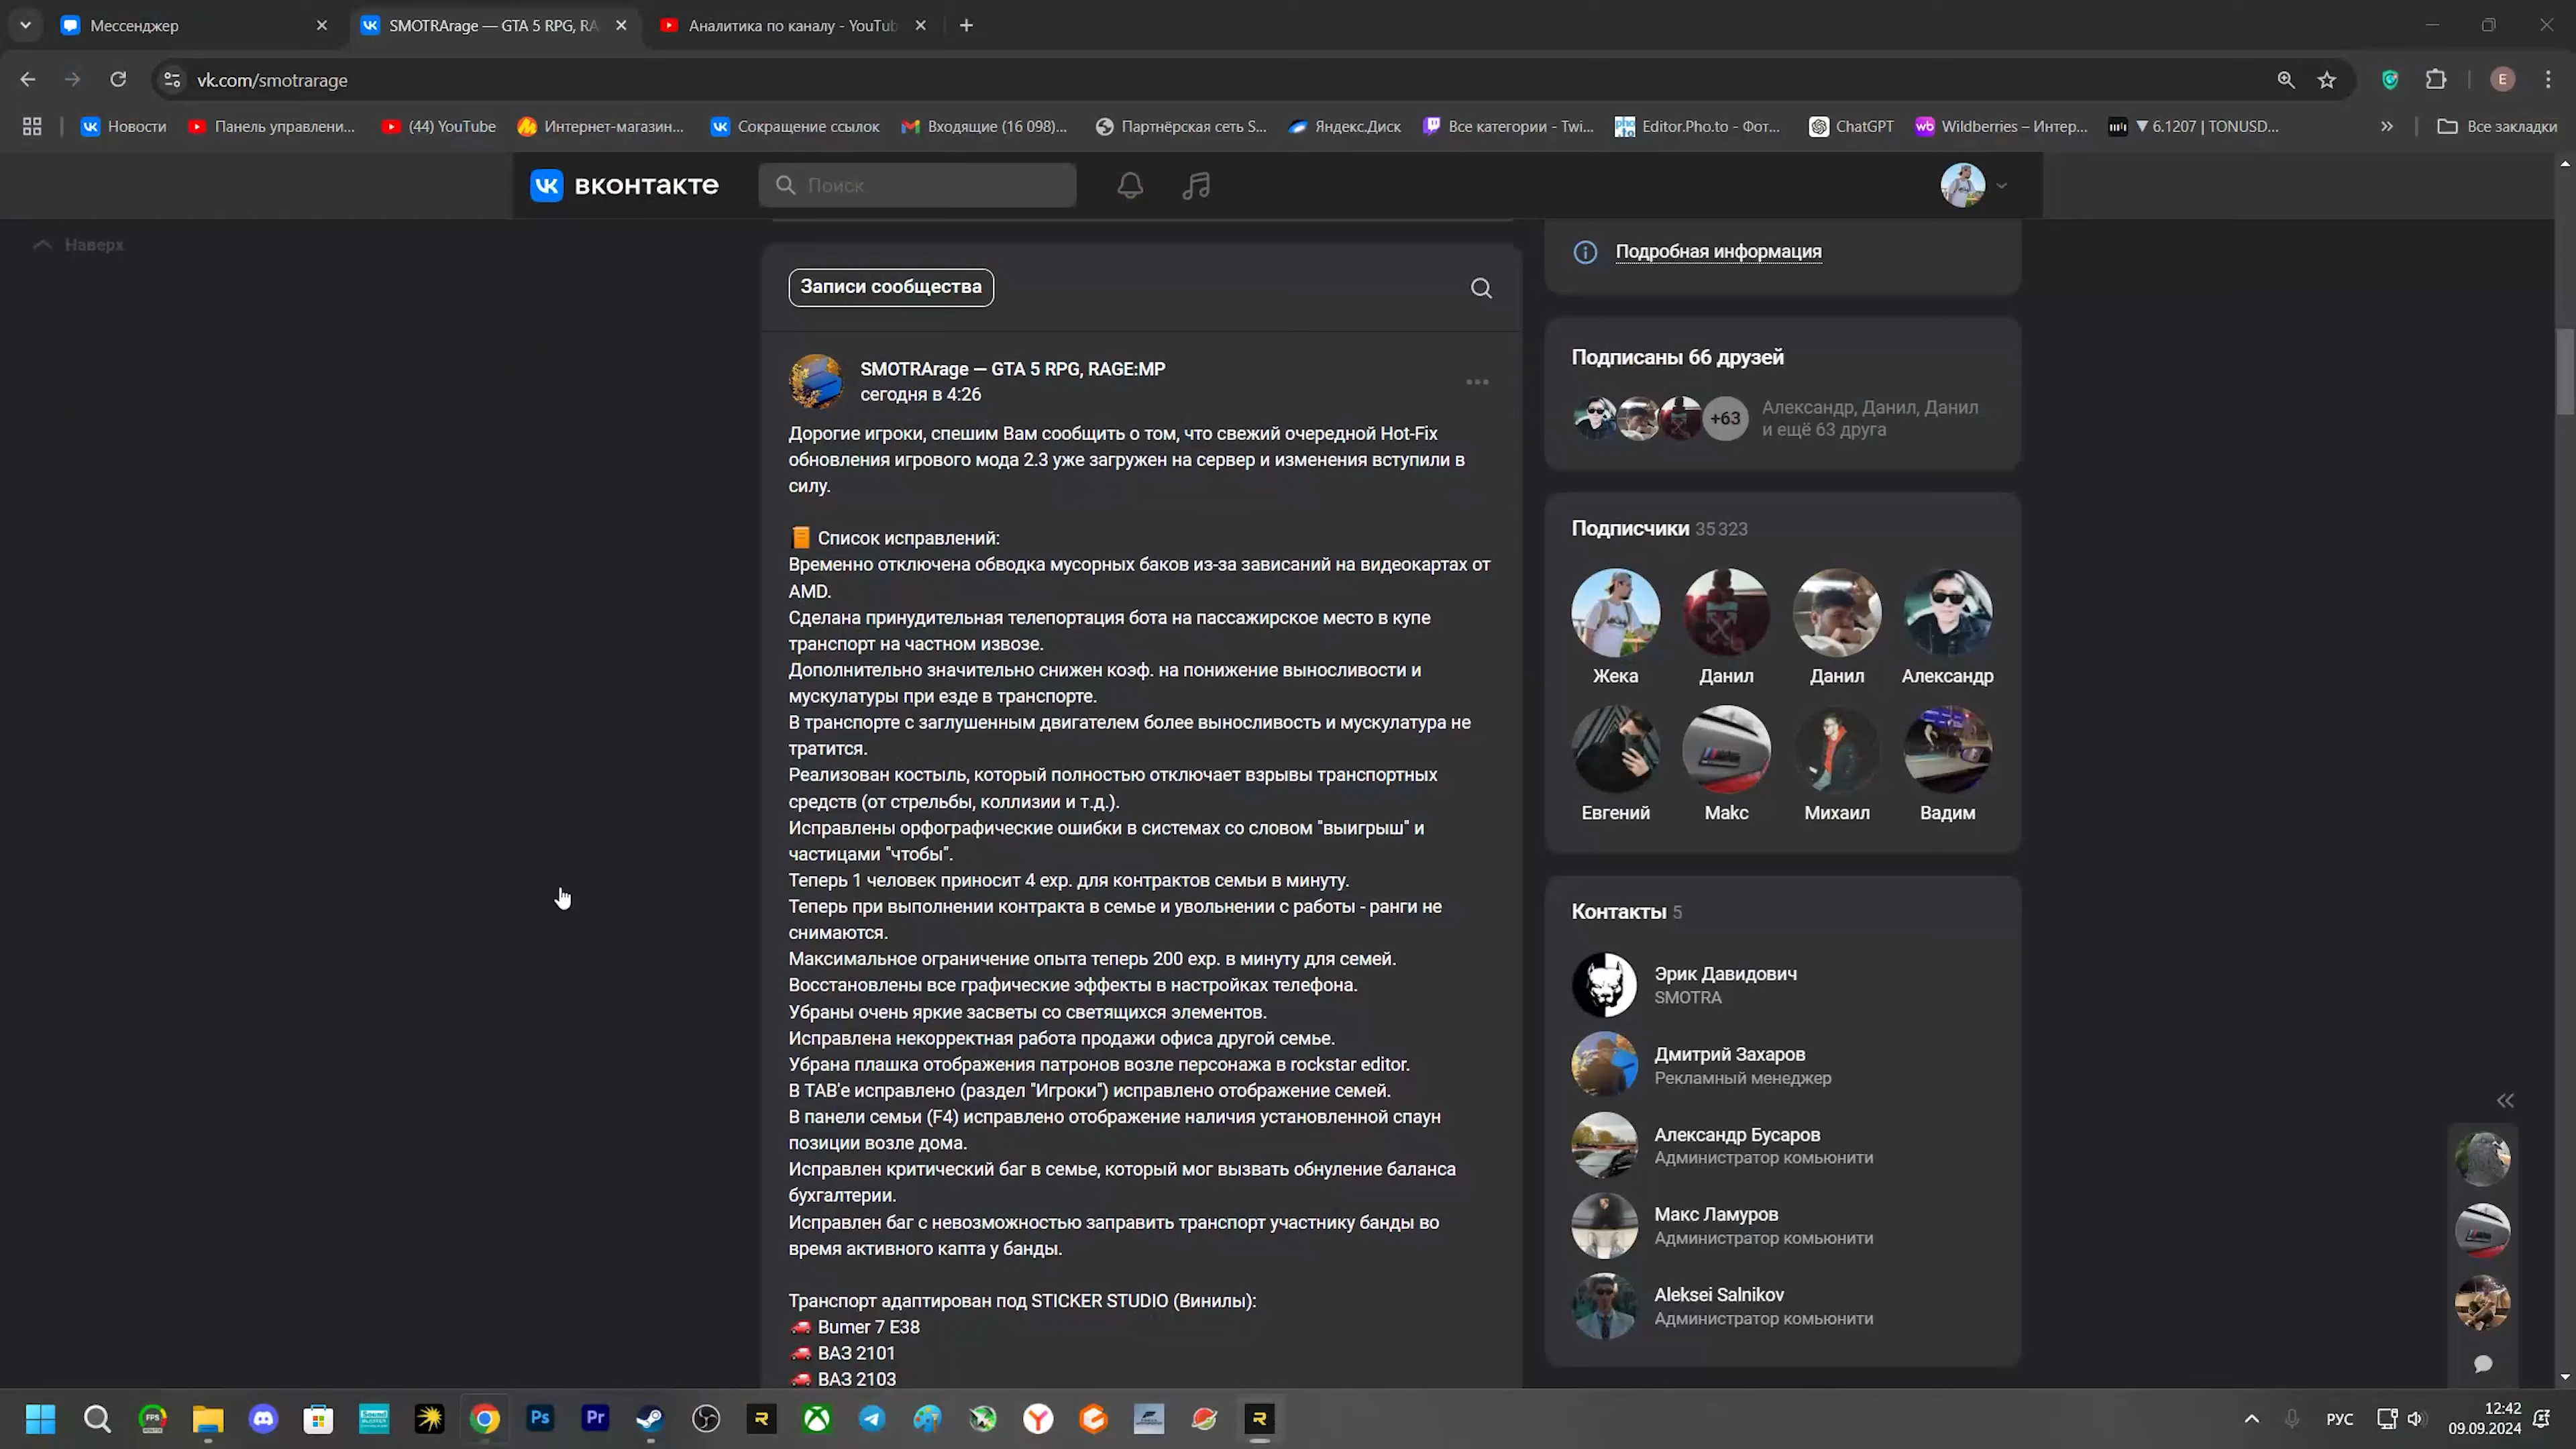 Мессенджер
SMOTRArage — GTA 5 RPG, RA
Аналитика по каналу - YouTub
vk.com/smotrarage
E
Новости
Панель управлени...
(44) YouTube
Интернет-магазин...
Сокращение ссылок
Входящие (16 098)...
Партнёрская сеть S...
Яндекс.Диск
Все категории - Twi...
Editor.Pho.to - Фот...
ChatGPT
Wildberries – Интер...
▼ 6.1207 | TONUSD...
Все закладки
вконтакте
Поиск
Наверх
Записи сообщества
SMOTRArage — GTA 5 RPG, RAGE:MP
сегодня в 4:26
Дорогие игроки, спешим Вам сообщить о том, что свежий очередной Hot-Fix
обновления игрового мода 2.3 уже загружен на сервер и изменения вступили в
силу.
Список исправлений:
Временно отключена обводка мусорных баков из-за зависаний на видеокартах от
AMD.
Сделана принудительная телепортация бота на пассажирское место в купе
транспорт на частном извозе.
Дополнительно значительно снижен коэф. на понижение выносливости и
мускулатуры при езде в транспорте.
В транспорте с заглушенным двигателем более выносливость и мускулатура не
тратится.
Реализован костыль, который полностью отключает взрывы транспортных
средств (от стрельбы, коллизии и т.д.).
Исправлены орфографические ошибки в системах со словом "выигрыш" и
частицами "чтобы".
Теперь 1 человек приносит 4 exp. для контрактов семьи в минуту.
Теперь при выполнении контракта в семье и увольнении с работы - ранги не
снимаются.
Максимальное ограничение опыта теперь 200 exp. в минуту для семей.
Восстановлены все графические эффекты в настройках телефона.
Убраны очень яркие засветы со светящихся элементов.
Исправлена некорректная работа продажи офиса другой семье.
Убрана плашка отображения патронов возле персонажа в rockstar editor.
В TAB'е исправлено (раздел "Игроки") исправлено отображение семей.
В панели семьи (F4) исправлено отображение наличия установленной спаун
позиции возле дома.
Исправлен критический баг в семье, который мог вызвать обнуление баланса
бухгалтерии.
Исправлен баг с невозможностью заправить транспорт участнику банды во
время активного капта у банды.
Транспорт адаптирован под STICKER STUDIO (Винилы):
Bumer 7 E38
ВАЗ 2101
ВАЗ 2103
Подробная информация
Подписаны 66 друзей
+63
Александр, Данил, Данил
и ещё 63 друга
Подписчики 35 323
Жека
Данил
Данил
Александр
Евгений
Макс
Михаил
Вадим
Контакты 5
Эрик Давидович
SMOTRA
Дмитрий Захаров
Рекламный менеджер
Александр Бусаров
Администратор комьюнити
Макс Ламуров
Администратор комьюнити
Aleksei Salnikov
Администратор комьюнити
FPS
Ps
Pr
РУС
12:42
09.09.2024